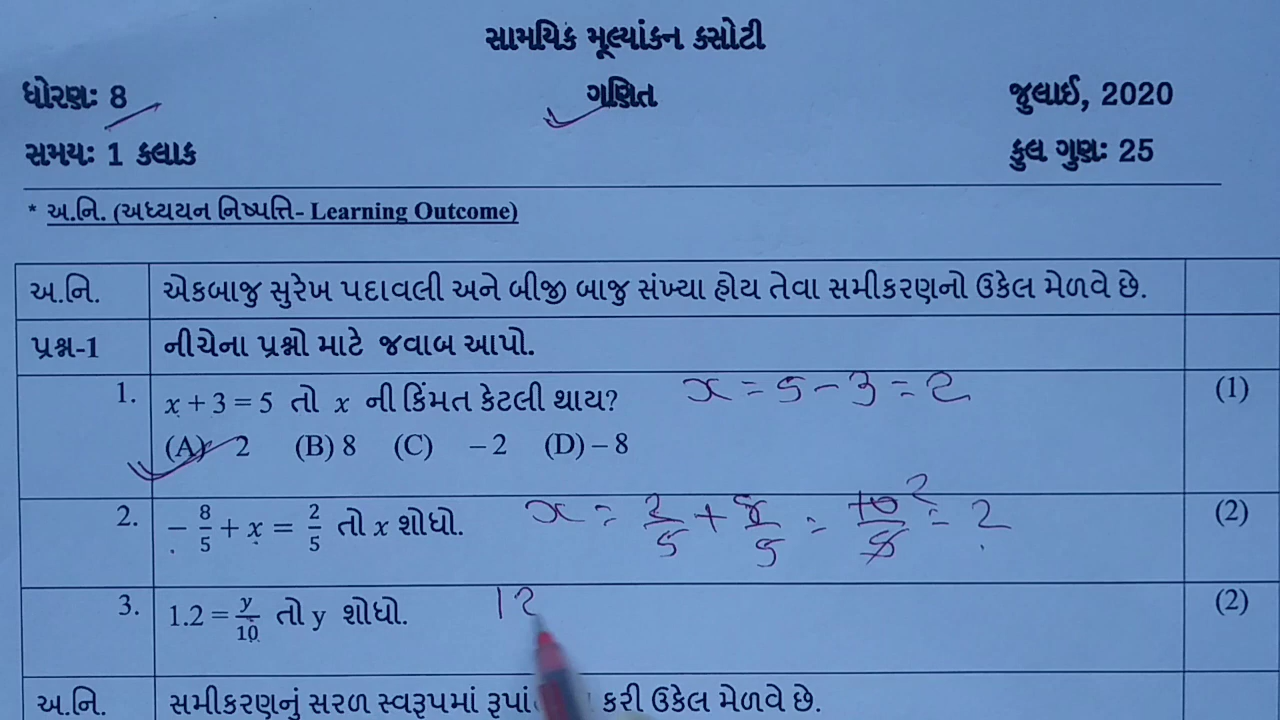 સામયિક મૂલ્યાંકન કસોટી
ધોરણઃ 8 ગણિત જુલાઈ, 2020
સમયઃ 1 કલાક કુલ ગુણઃ 25
* અ.નિ. (અધ્યયન નિષ્પત્તિ- Learning Outcome)
અ.નિ. એકબાજુ સુરેખ પદાવલી અને બીજી બાજુ સંખ્યા હોય તેવા સમીકરણનો ઉકેલ મેળવે છે.
પ્રશ્ન-1 નીચેના પ્રશ્નો માટે જવાબ આપો.
1. x + 3 = 5 તો x ની કિંમત કેટલી થાય? x = 5 - 3 = 2 (1)
(A) 2 (B) 8 (C) – 2 (D) – 8
2. – 8/5 + x = 2/5 તો x શોધો. x = 2/5 + 8/5 = 10/5 2 = 2 (2)
3. 1.2 = y/10 તો y શોધો. 12 (2)
અ.નિ. સમીકરણનું સરળ સ્વરૂપમાં કરી ઉકેલ મેળવે છે.